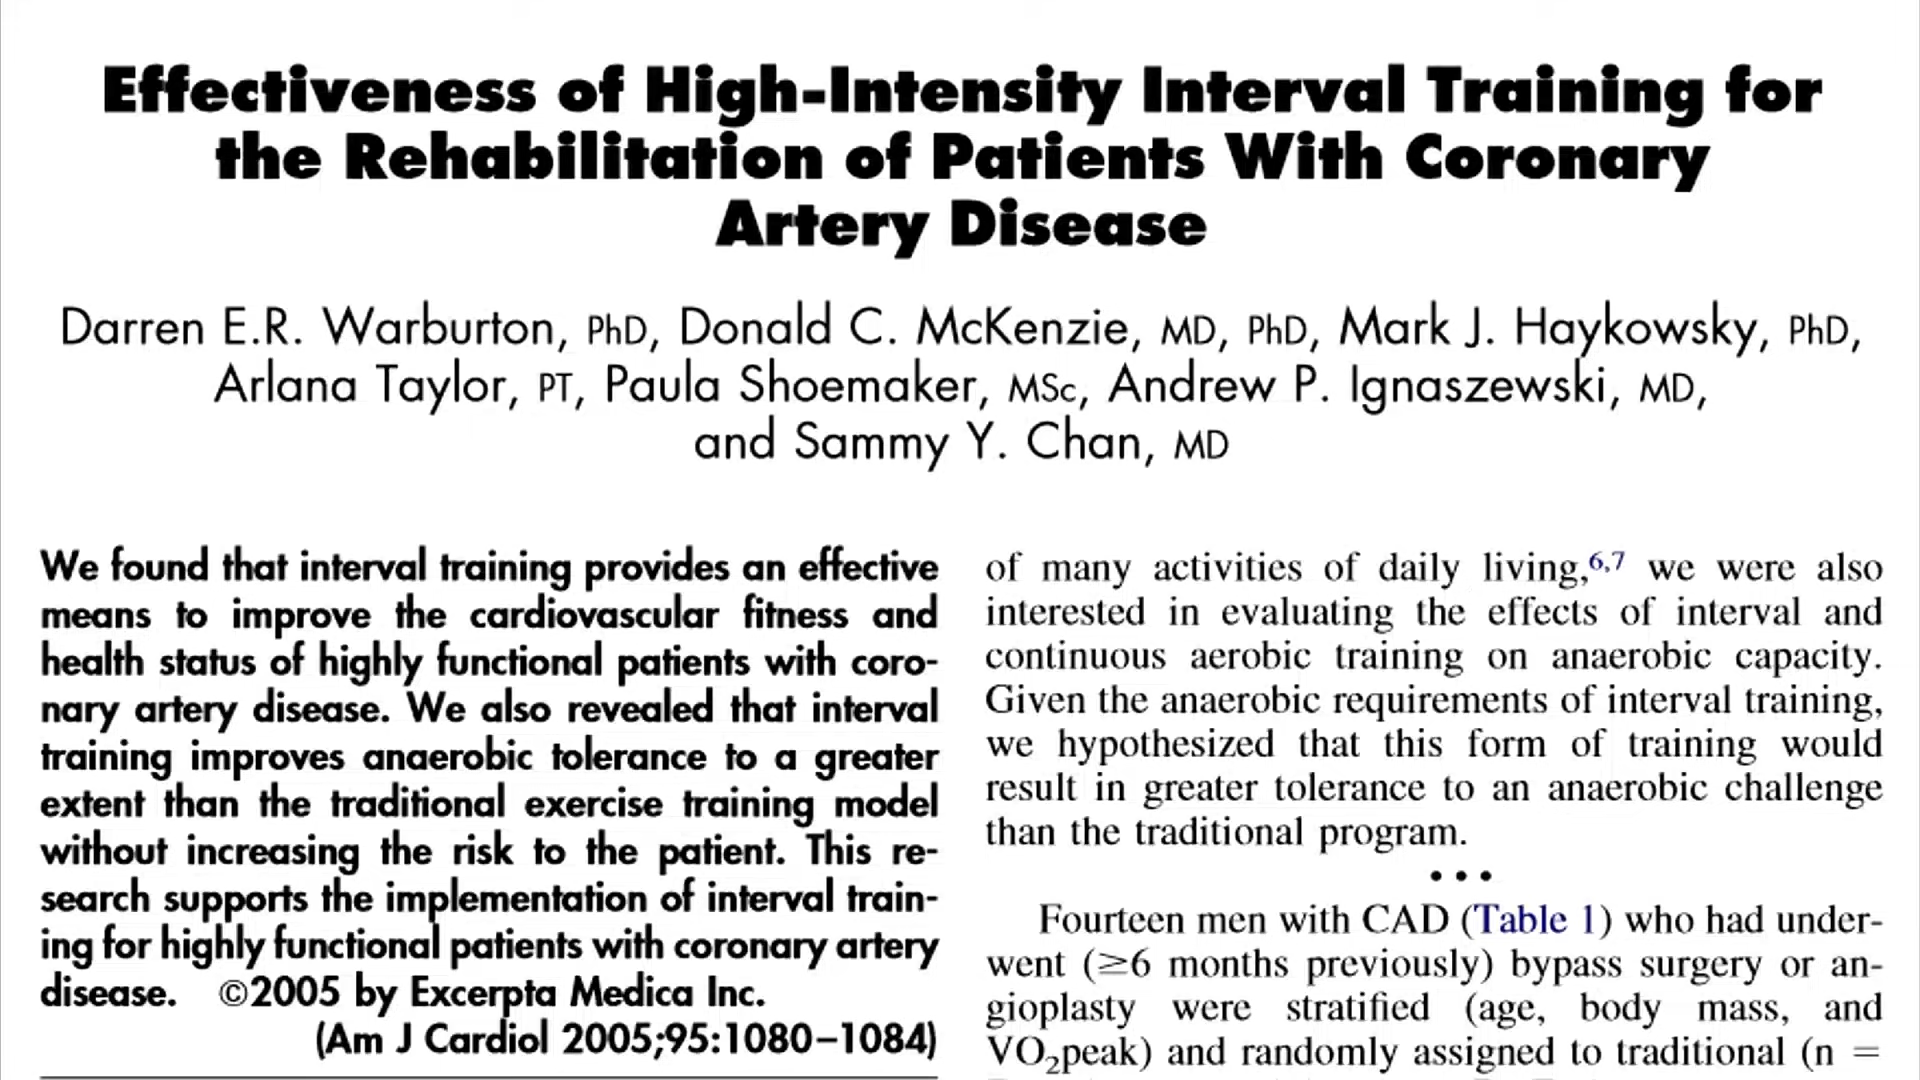 Effectiveness of High-Intensity Interval Training for
the Rehabilitation of Patients With Coronary
Artery Disease
Darren E.R. Warburton, PhD, Donald C. McKenzie, MD, PhD, Mark J. Haykowsky, PhD,
Arlana Taylor, PT, Paula Shoemaker, MSc, Andrew P. Ignaszewski, MD,
and Sammy Y. Chan, MD
We found that interval training provides an effective
means to improve the cardiovascular fitness and
health status of highly functional patients with coro-
nary artery disease. We also revealed that interval
training improves anaerobic tolerance to a greater
extent than the traditional exercise training model
without increasing the risk to the patient. This re-
search supports the implementation of interval train-
ing for highly functional patients with coronary artery
disease. ©2005 by Excerpta Medica Inc.
(Am J Cardiol 2005;95:1080–1084)
of many activities of daily living,6,7 we were also
interested in evaluating the effects of interval and
continuous aerobic training on anaerobic capacity.
Given the anaerobic requirements of interval training,
we hypothesized that this form of training would
result in greater tolerance to an anaerobic challenge
than the traditional program.
• • •
Fourteen men with CAD (Table 1) who had under-
went (≥6 months previously) bypass surgery or an-
gioplasty were stratified (age, body mass, and
VO2peak) and randomly assigned to traditional (n =